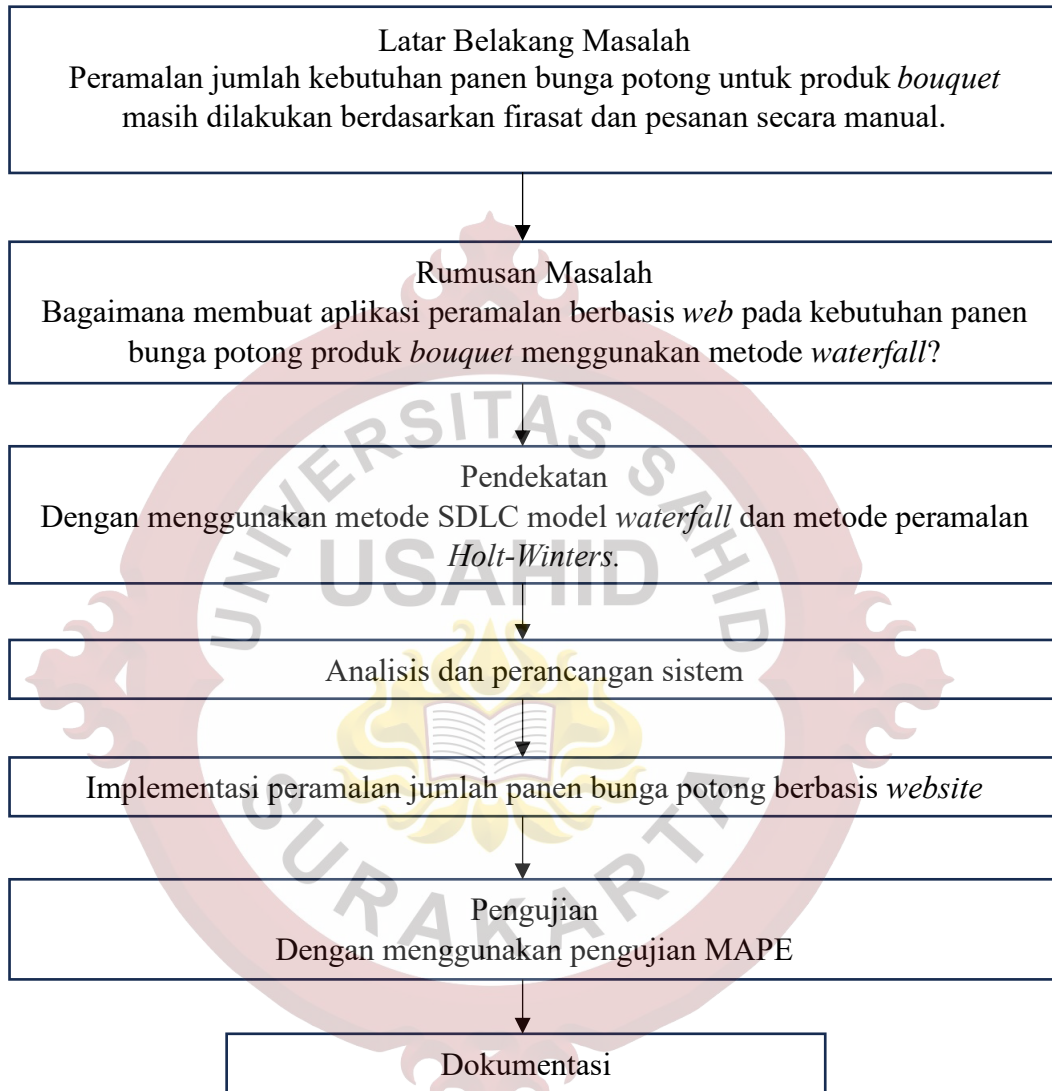 Latar Belakang Masalah
Peramalan jumlah kebutuhan panen bunga potong untuk produk bouquet
masih dilakukan berdasarkan firasat dan pesanan secara manual.
Rumusan Masalah
Bagaimana membuat aplikasi peramalan berbasis web pada kebutuhan panen
bunga potong produk bouquet menggunakan metode waterfall?
Pendekatan
Dengan menggunakan metode SDLC model waterfall dan metode peramalan
Holt-Winters.
Analisis dan perancangan sistem
Implementasi peramalan jumlah panen bunga potong berbasis website
Pengujian
Dengan menggunakan pengujian MAPE
Dokumentasi
UNIVERSITAS SAHID
USAHID
SURAKARTA